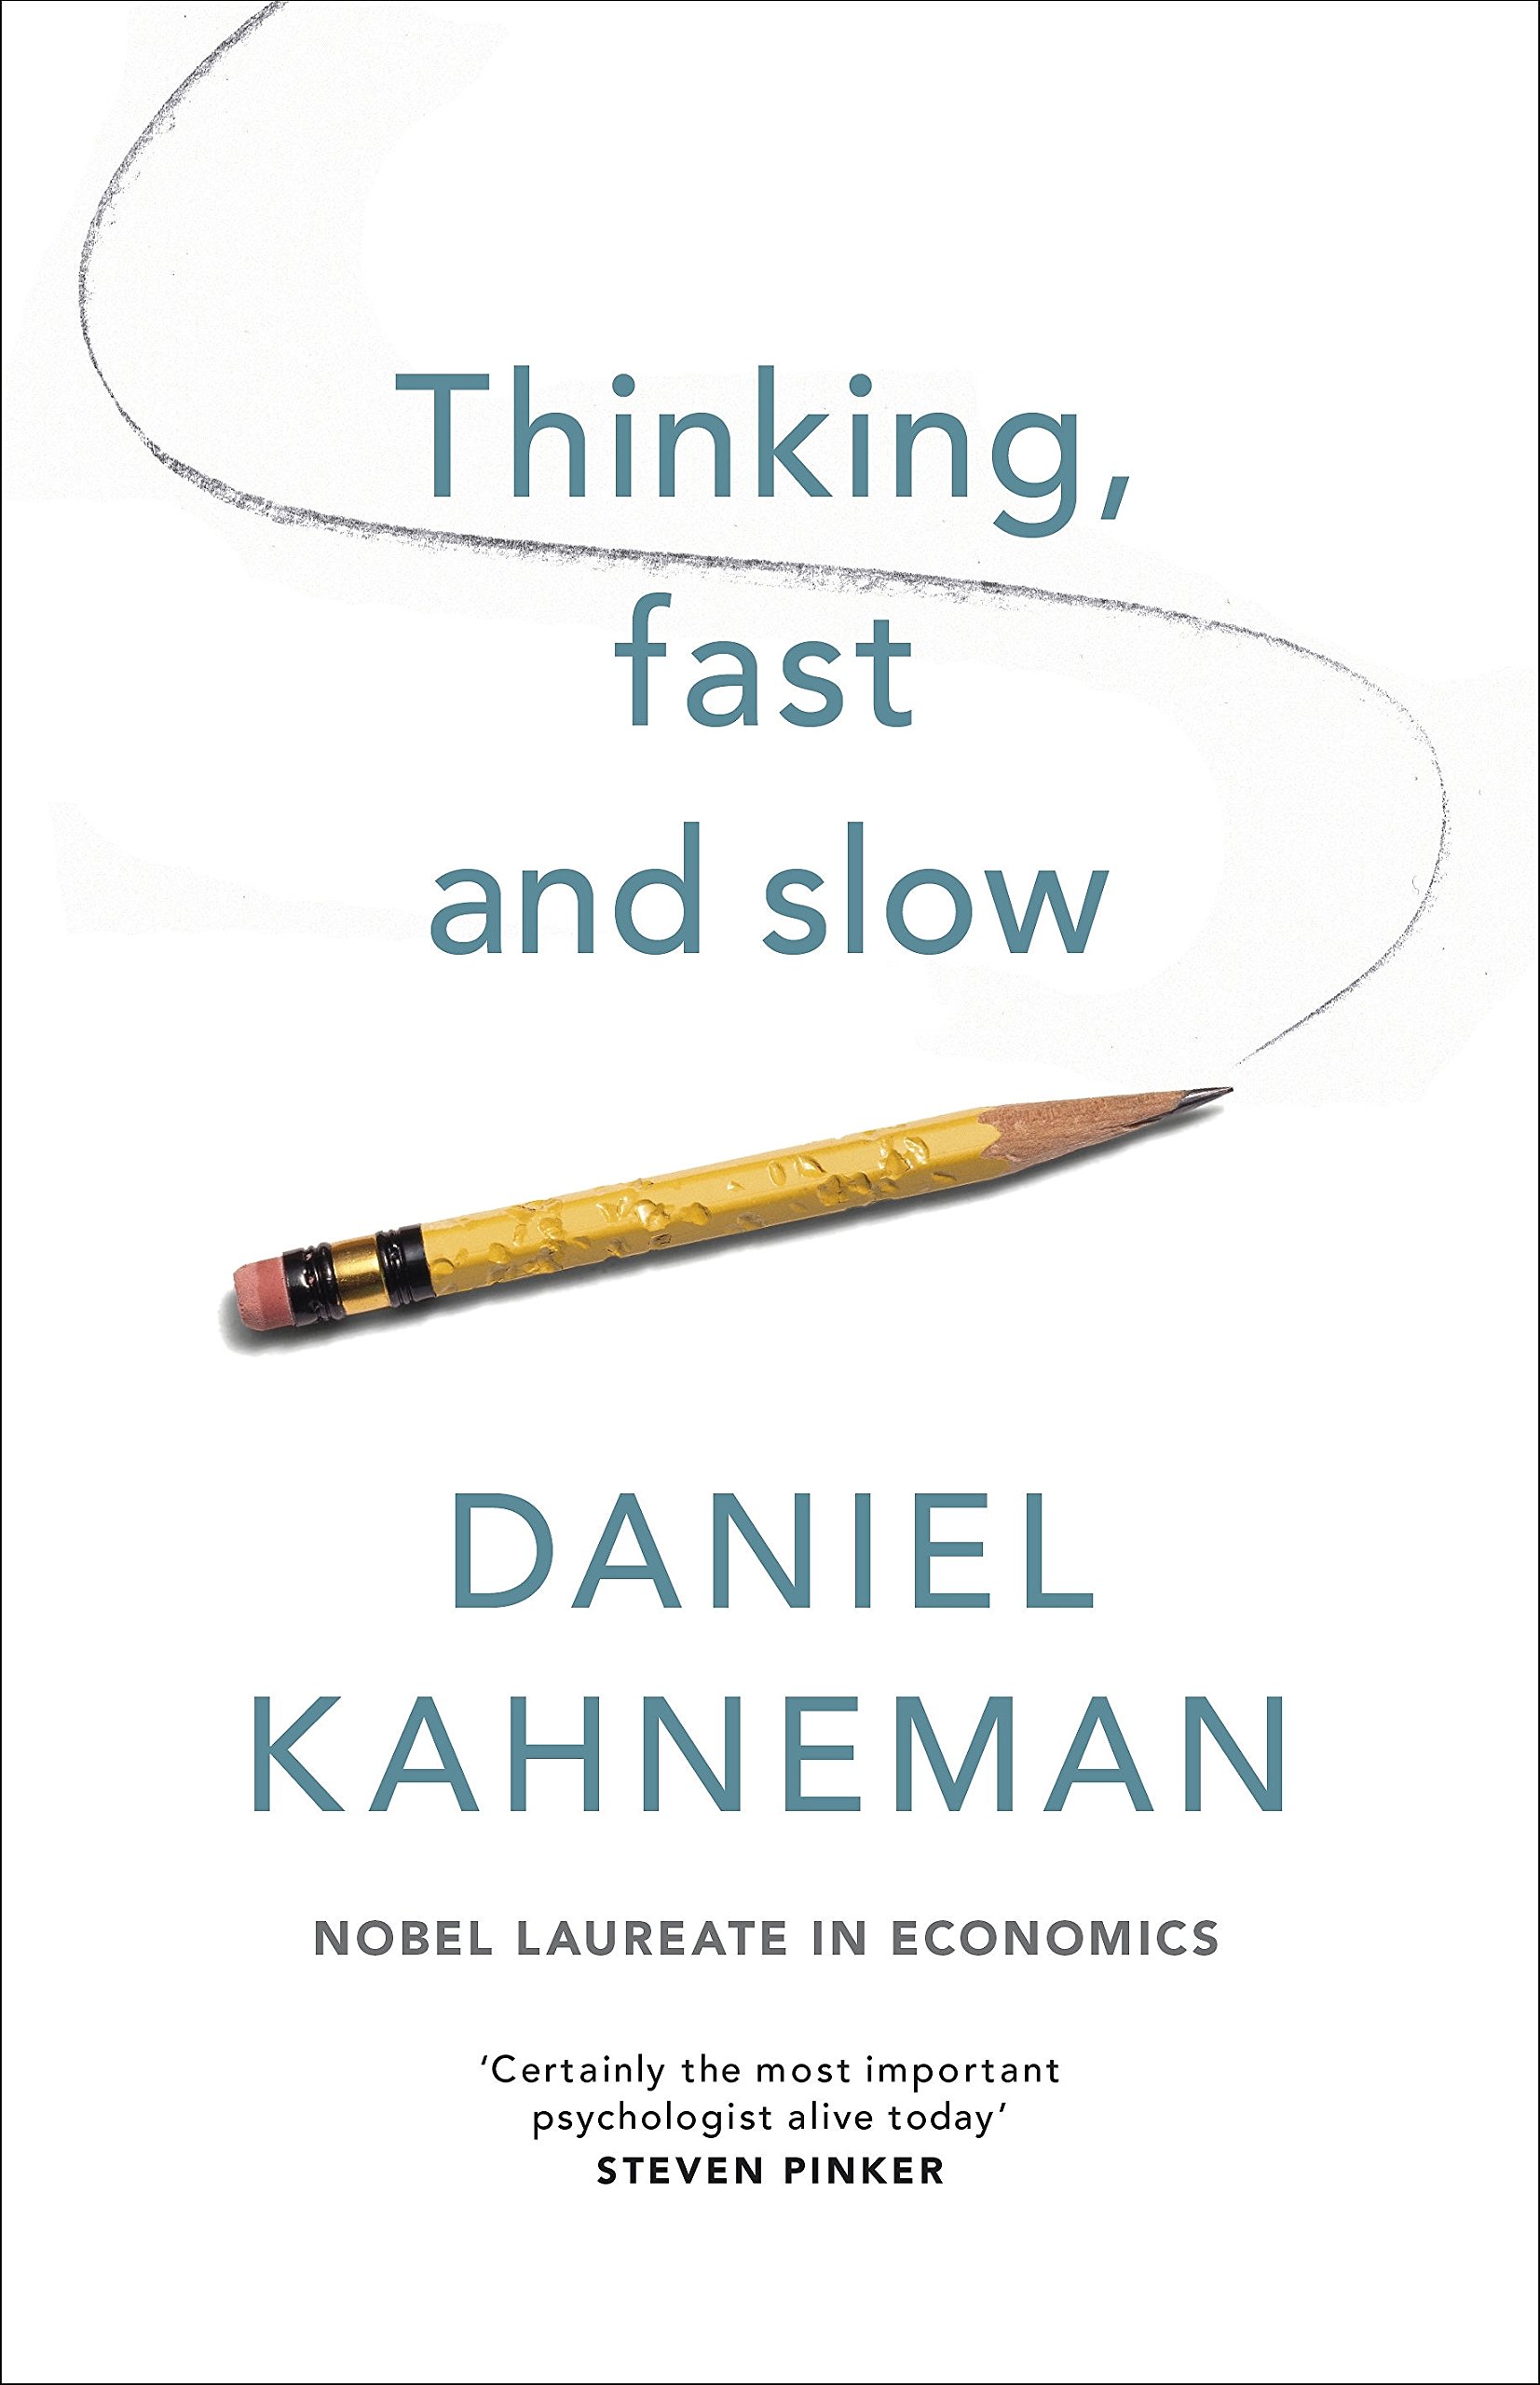 Thinking,
fast
and slow
DANIEL
KAHNEMAN
NOBEL LAUREATE IN ECONOMICS
‘Certainly the most important
psychologist alive today’
STEVEN PINKER